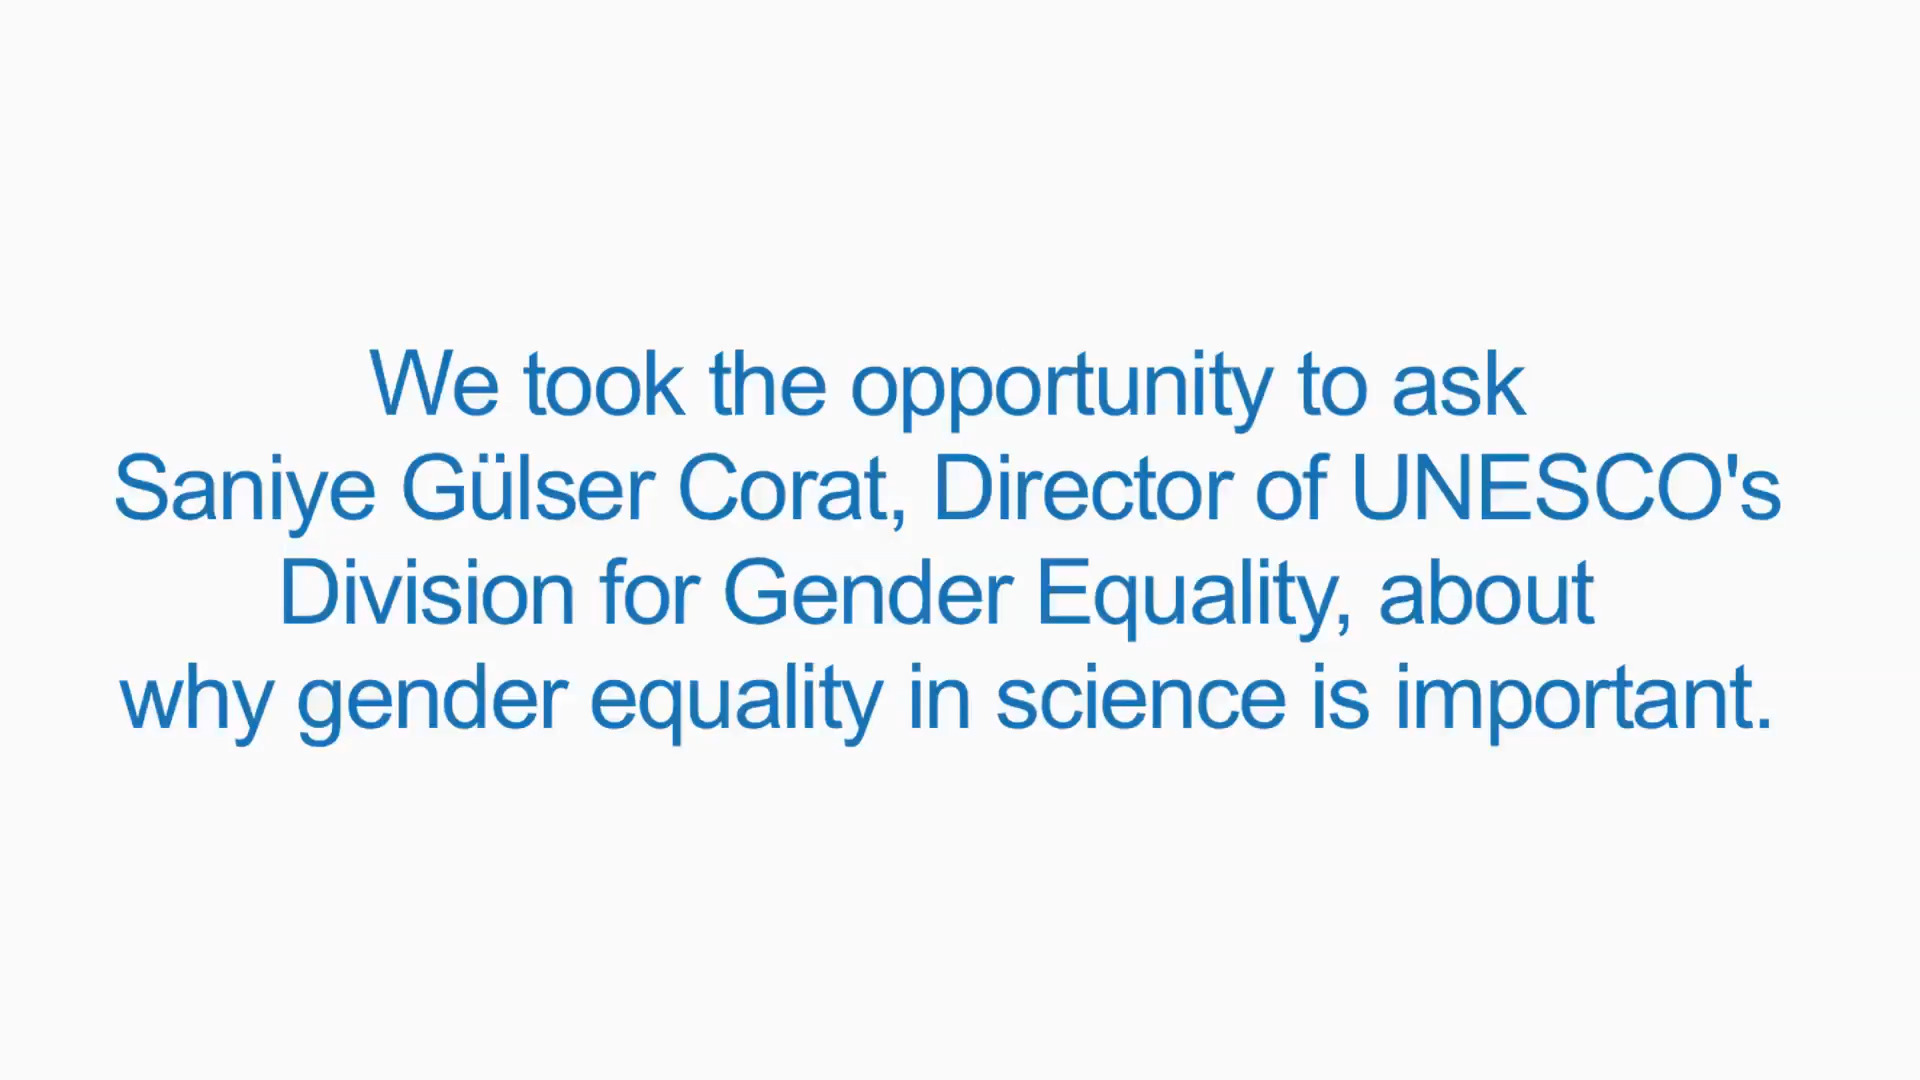 We took the opportunity to ask
Saniye Gülser Corat, Director of UNESCO's
Division for Gender Equality, about
why gender equality in science is important.